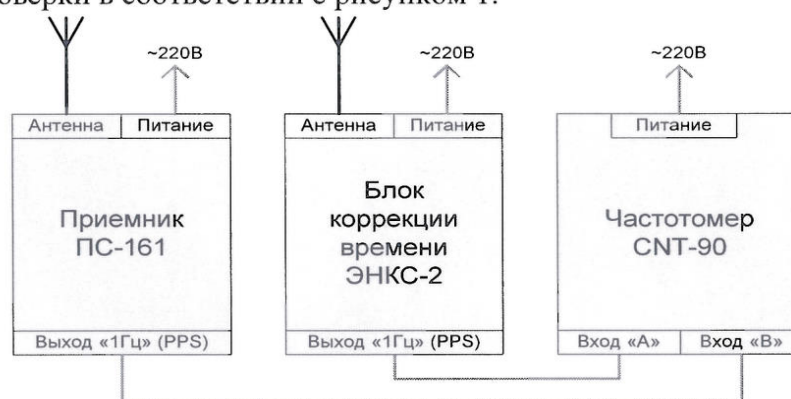 оверки в соответствии с рисунком 1.
~220В
~220В
~220В
Антенна
Питание
Антенна
Питание
Питание
Приемник
ПС-161
Блок
коррекции
времени
ЭНКС-2
Частотомер
CNT-90
Выход «1Гц» (PPS)
Выход «1Гц» (PPS)
Вход «А»
Вход «В»